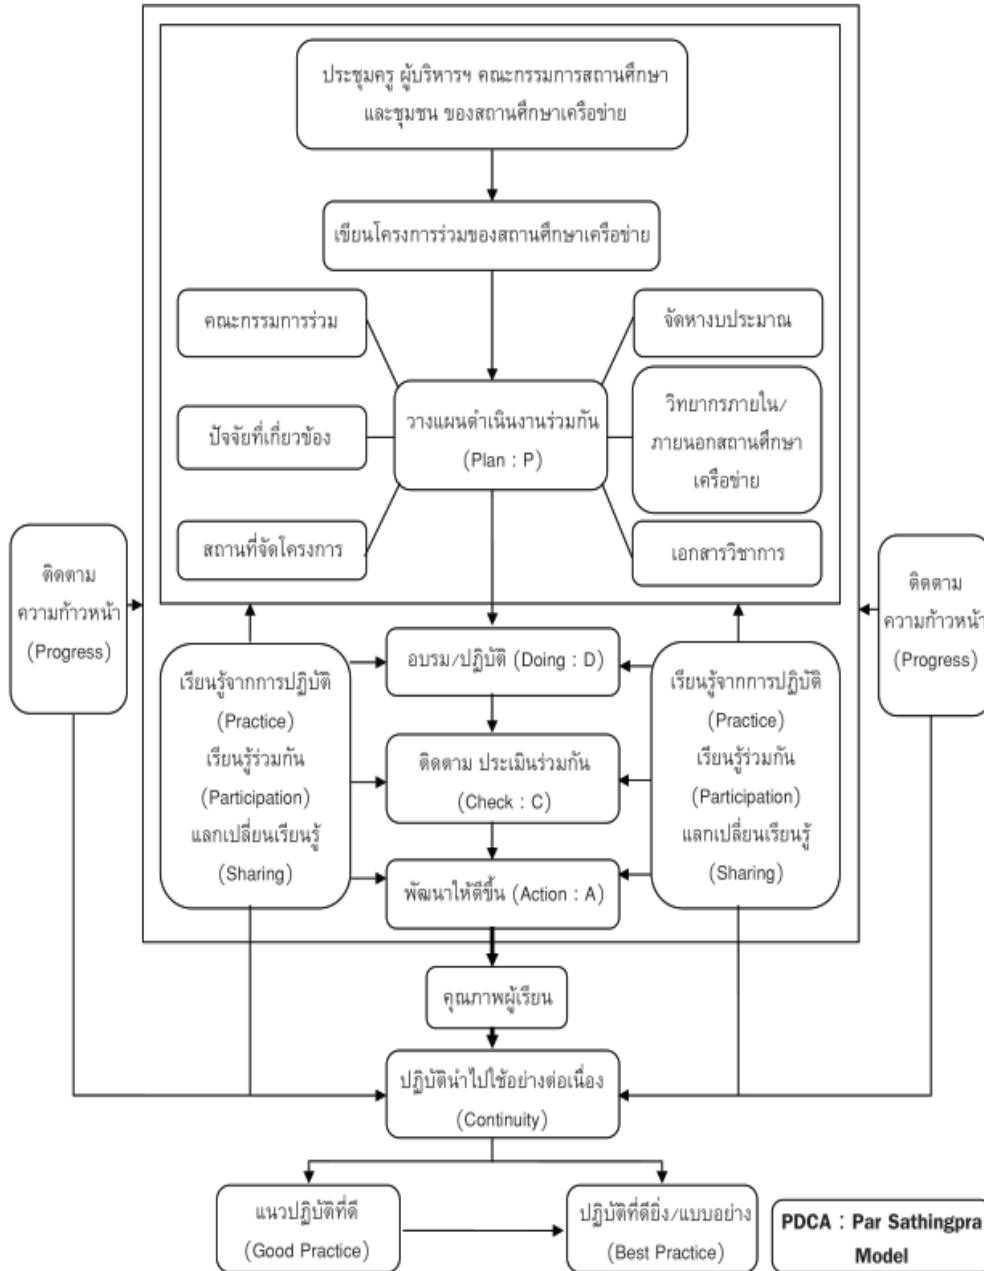 ประชุมครู ผู้บริหารฯ คณะกรรมการสถานศึกษา
และชุมชน ของสถานศึกษาเครือข่าย
เขียนโครงการร่วมของสถานศึกษาเครือข่าย
คณะกรรมการร่วม
จัดหางบประมาณ
ปัจจัยที่เกี่ยวข้อง
วางแผนดำเนินงานร่วมกัน
(Plan : P)
วิทยากรภายใน/
ภายนอกสถานศึกษา
เครือข่าย
สถานที่จัดโครงการ
เอกสารวิชาการ
ติดตาม
ความก้าวหน้า
(Progress)
ติดตาม
ความก้าวหน้า
(Progress)
เรียนรู้จากการปฏิบัติ
(Practice)
เรียนรู้ร่วมกัน
(Participation)
แลกเปลี่ยนเรียนรู้
(Sharing)
อบรม/ปฏิบัติ (Doing : D)
ติดตาม ประเมินร่วมกัน
(Check : C)
พัฒนาให้ดีขึ้น (Action : A)
เรียนรู้จากการปฏิบัติ
(Practice)
เรียนรู้ร่วมกัน
(Participation)
แลกเปลี่ยนเรียนรู้
(Sharing)
คุณภาพผู้เรียน
ปฏิบัตินำไปใช้อย่างต่อเนื่อง
(Continuity)
แนวปฏิบัติที่ดี
(Good Practice)
ปฏิบัติที่ดียิ่ง/แบบอย่าง
(Best Practice)
PDCA : Par Sathingpra
Model